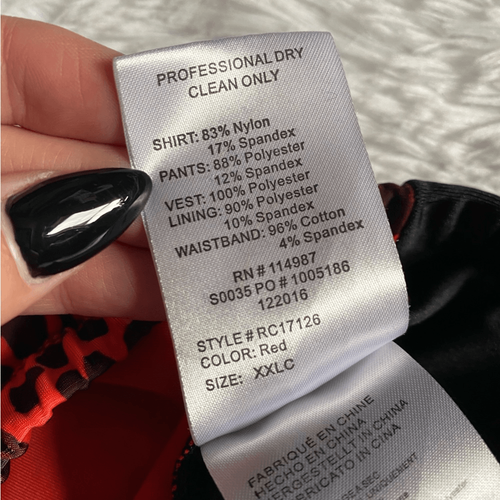 PROFESSIONAL DRY
CLEAN ONLY
SHIRT: 83% Nylon
17% Spandex
PANTS: 88% Polyester
12% Spandex
VEST: 100% Polyester
LINING: 90% Polyester
10% Spandex
WAISTBAND: 96% Cotton
4% Spandex
RN # 114987
S0035 PO # 1005186
122016
STYLE# RC17126
COLOR: Red
SIZE: XXLC
FABRIQUÉ EN CHINE
HECHO EN CHINA
HERGESTELLT IN CHINA
FABRICATO IN CINA